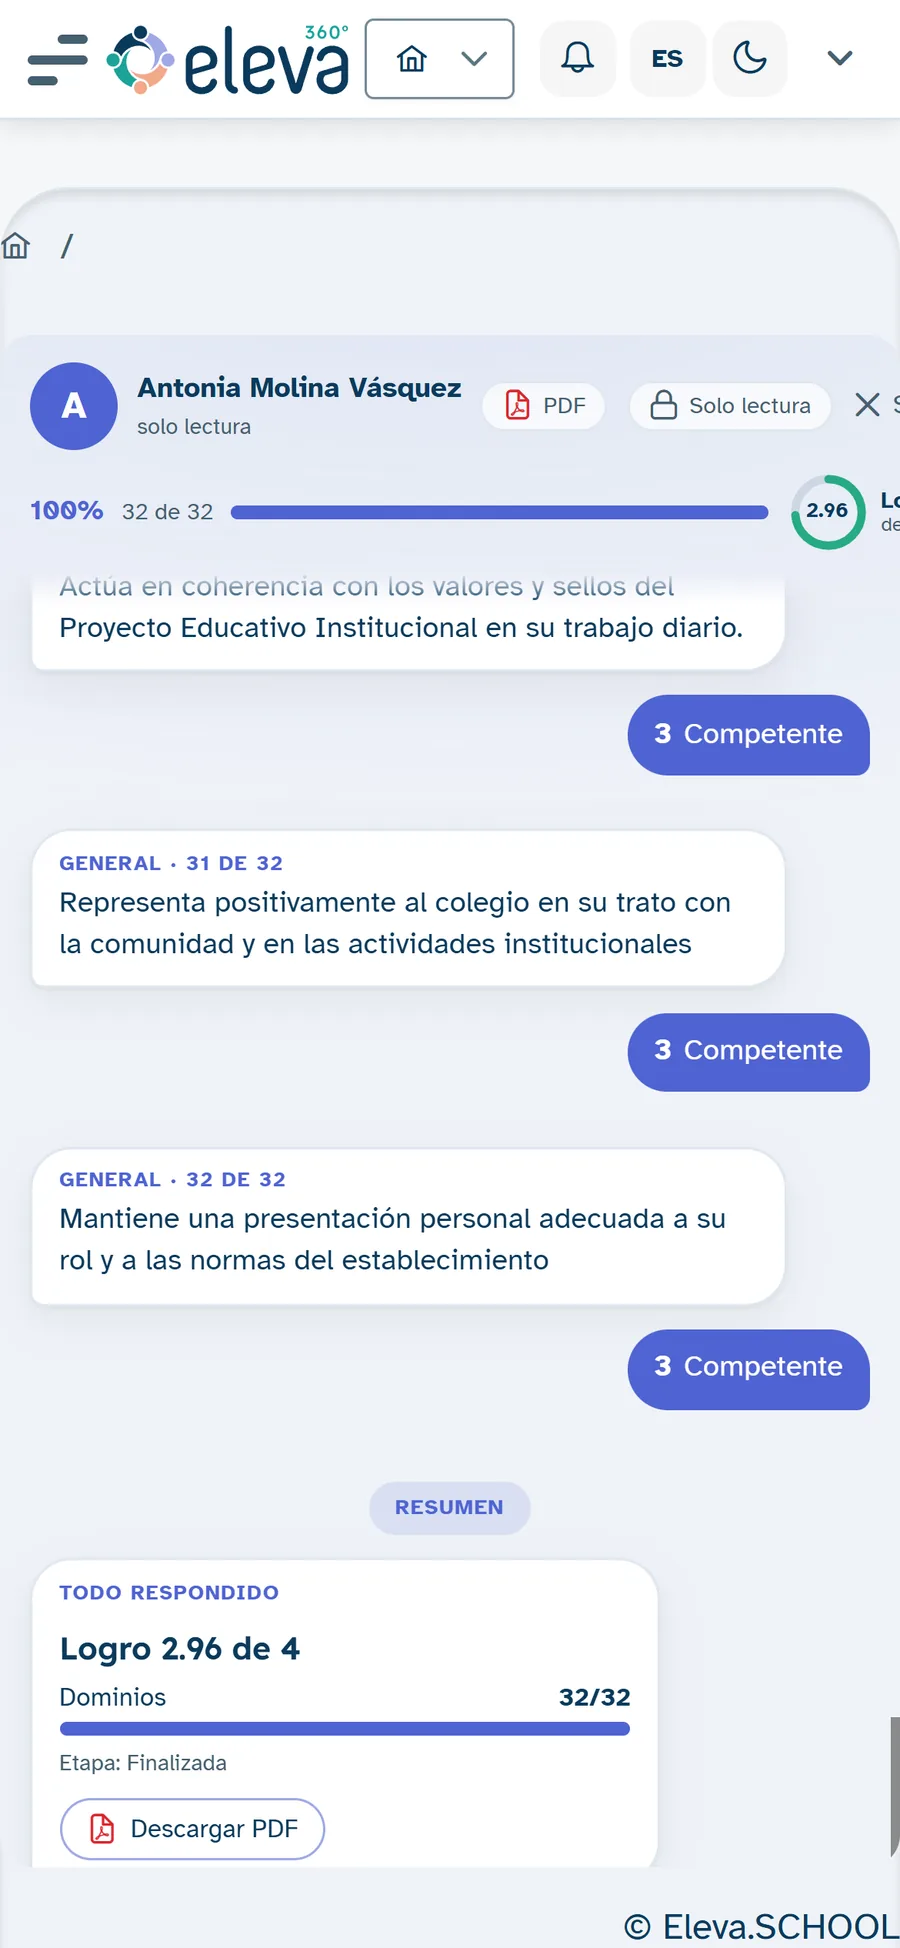 eleva 360°
ES
/
A
Antonia Molina Vásquez
solo lectura
PDF
Solo lectura
100%
32 de 32
2.96
Actúa en coherencia con los valores y sellos del
Proyecto Educativo Institucional en su trabajo diario.
3 Competente
GENERAL · 31 DE 32
Representa positivamente al colegio en su trato con
la comunidad y en las actividades institucionales
3 Competente
GENERAL · 32 DE 32
Mantiene una presentación personal adecuada a su
rol y a las normas del establecimiento
3 Competente
RESUMEN
TODO RESPONDIDO
Logro 2.96 de 4
Dominios
32/32
Etapa: Finalizada
Descargar PDF
© Eleva.SCHOOL